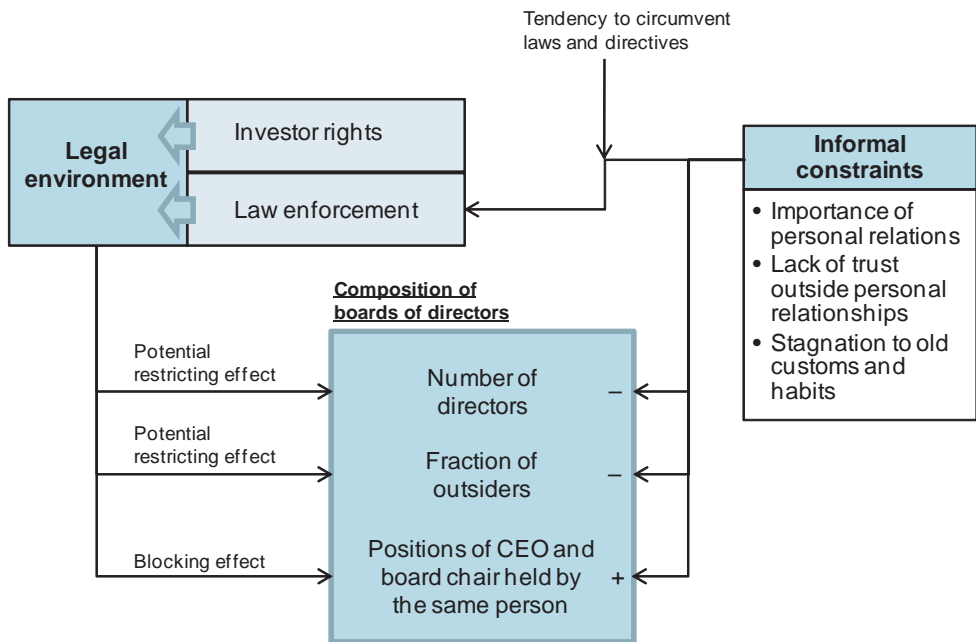 Tendency to circumvent
laws and directives
Legal
environment
Investor rights
Law enforcement
Informal
constraints
• Importance of
personal relations
• Lack of trust
outside personal
relationships
• Stagnation to old
customs and
habits
Composition of
boards of directors
Potential
restricting effect
Number of
directors
–
Potential
restricting effect
Fraction of
outsiders
–
Blocking effect
Positions of CEO and
board chair held by
the same person
+